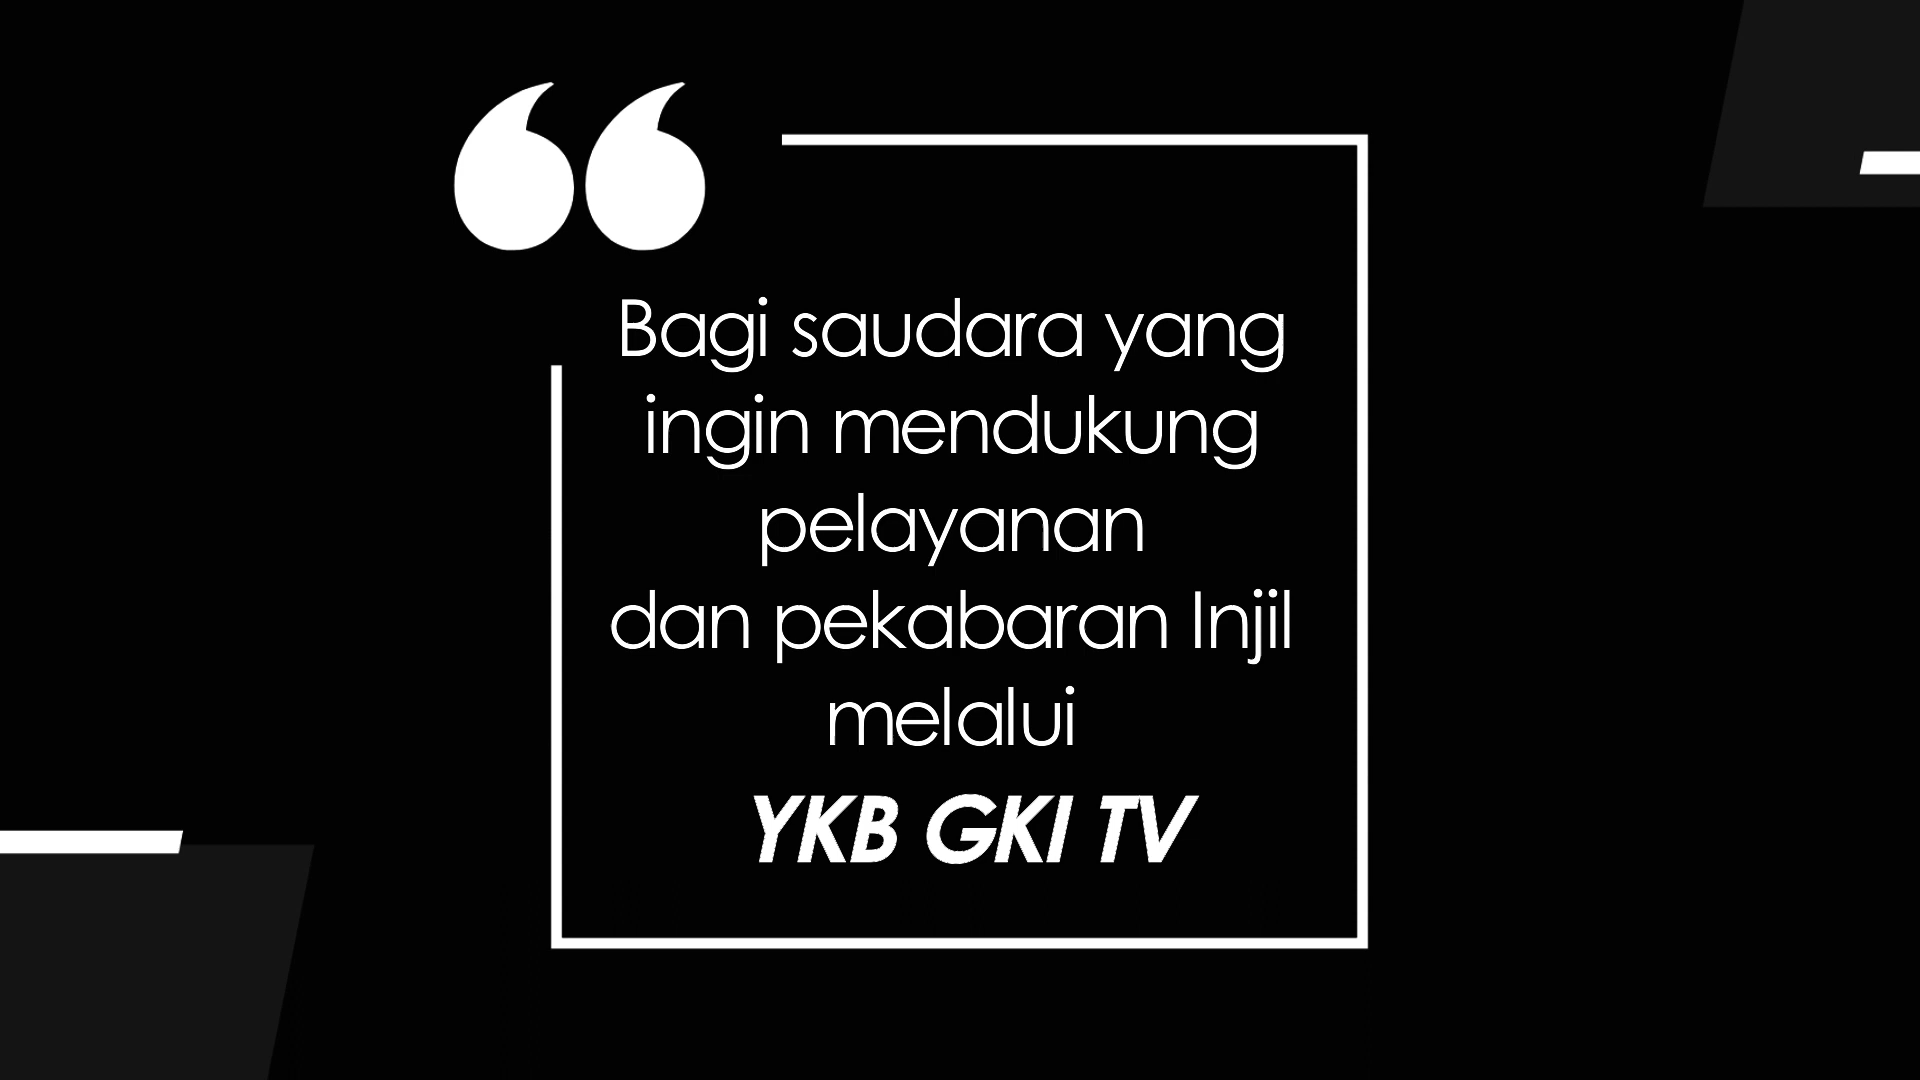 Bagi saudara yang
ingin mendukung
pelayanan
dan pekabaran Injil
melalui
YKB GKI TV